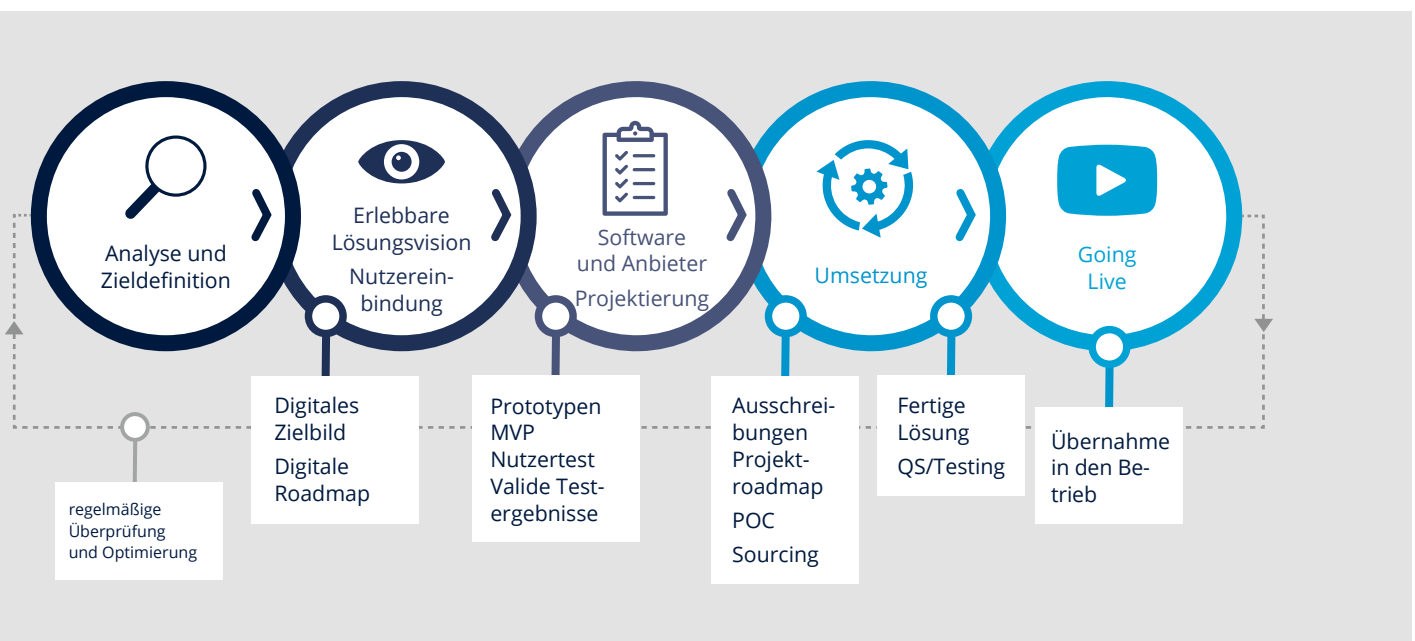 Analyse und
Zieldefinition
Erlebbare
Lösungsvision
Nutzerein-
bindung
Software
und Anbieter
Projektierung
Umsetzung
Going
Live
Digitales
Zielbild
Digitale
Roadmap
Prototypen
MVP
Nutzertest
Valide Test-
ergebnisse
Ausschrei-
bungen
Projekt-
roadmap
POC
Sourcing
Fertige
Lösung
QS/Testing
Übernahme
in den Be-
trieb
regelmäßige
Überprüfung
und Optimierung